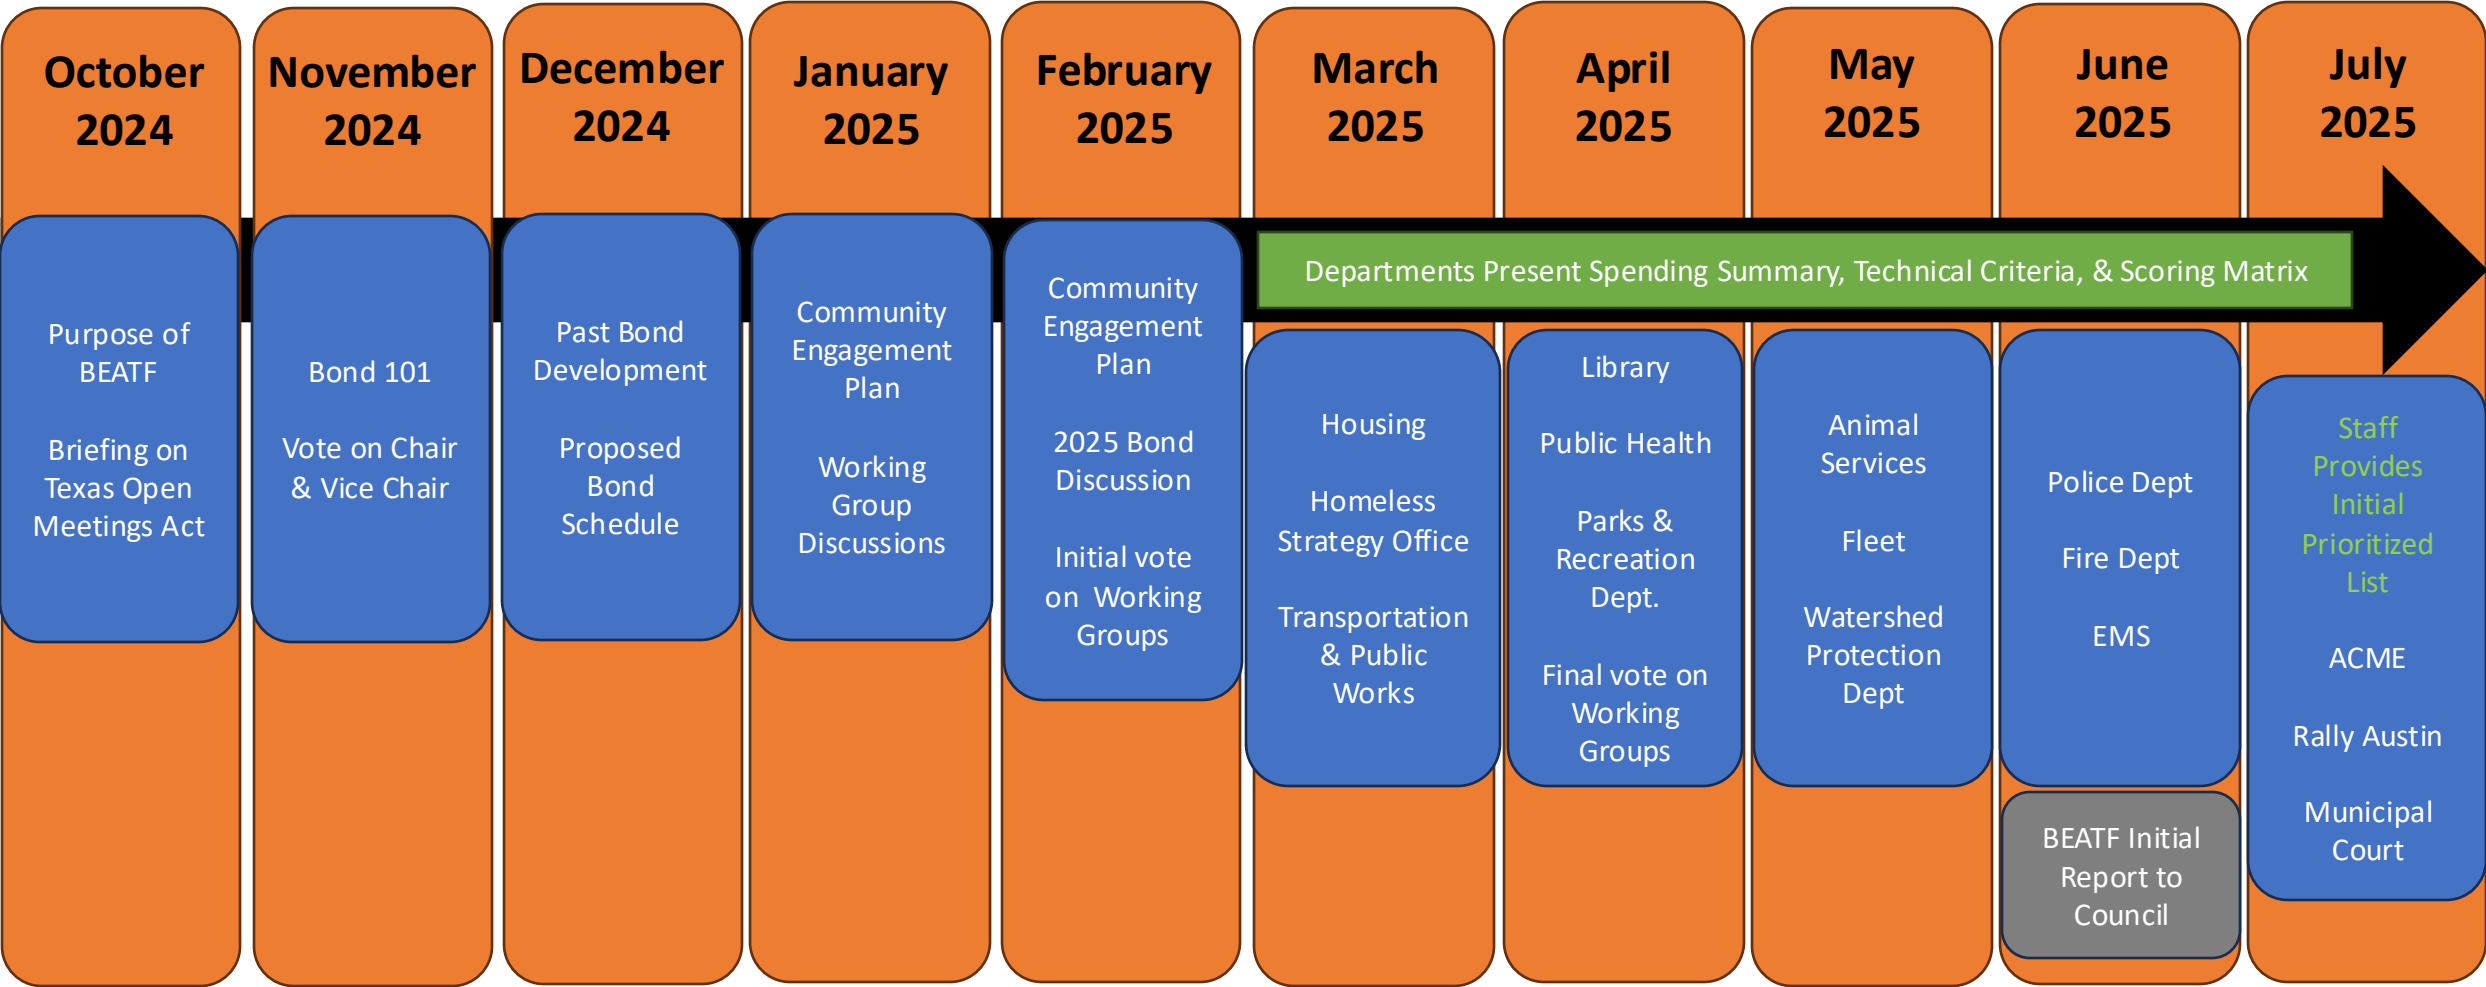 October
2024
Purpose of
BEATF
Briefing on
Texas Open
Meetings Act
November
2024
Bond 101
Vote on Chair
& Vice Chair
December
2024
Past Bond
Development
Proposed
Bond
Schedule
January
2025
Community
Engagement
Plan
Working
Group
Discussions
February
2025
Community
Engagement
Plan
2025 Bond
Discussion
Initial vote
on  Working
Groups
Departments Present Spending Summary, Technical Criteria, & Scoring Matrix
March
2025
Housing
Homeless
Strategy Office
Transportation
& Public
Works
April
2025
Library
Public Health
Parks &
Recreation
Dept.
Final vote on
Working
Groups
May
2025
Animal
Services
Fleet
Watershed
Protection
Dept
June
2025
Police Dept
Fire Dept
EMS
BEATF Initial
Report to
Council
July
2025
Staff
Provides
Initial
Prioritized
List
ACME
Rally Austin
Municipal
Court